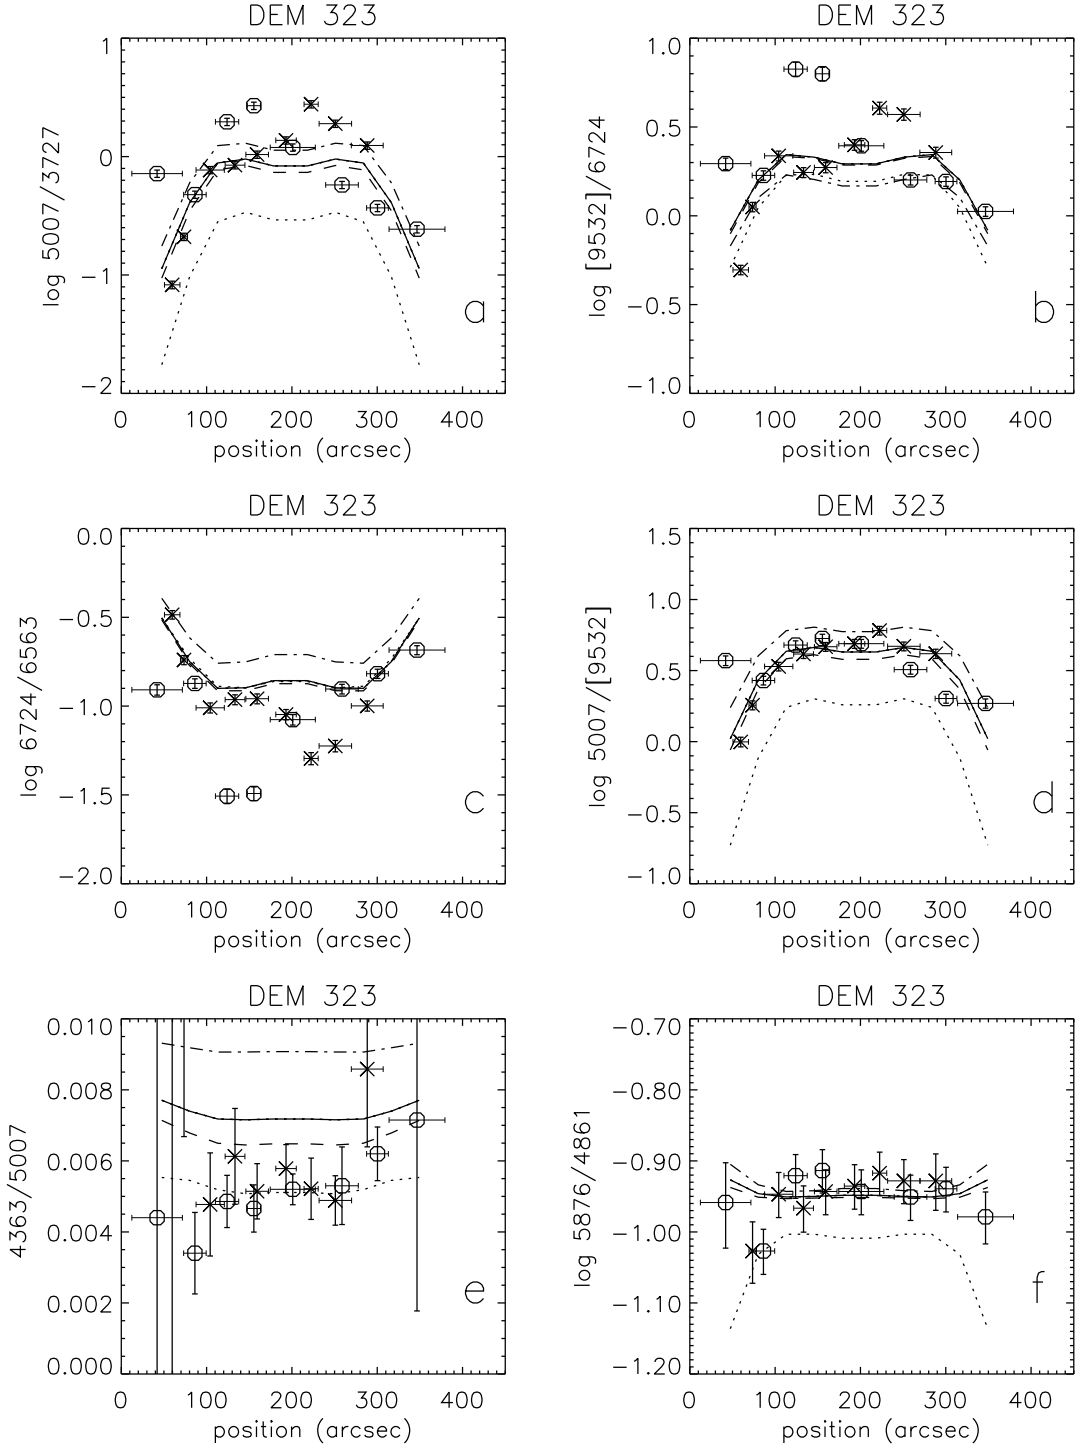 DEM 323
log 5007/3727
1
0
−1
−2
0 100 200 300 400
position (arcsec)
a
DEM 323
log [9532]/6724
1.0
0.5
0.0
−0.5
−1.0
0 100 200 300 400
position (arcsec)
b
DEM 323
log 6724/6563
0.0
−0.5
−1.0
−1.5
−2.0
0 100 200 300 400
position (arcsec)
c
DEM 323
log 5007/[9532]
1.5
1.0
0.5
0.0
−0.5
−1.0
0 100 200 300 400
position (arcsec)
d
DEM 323
4363/5007
0.010
0.008
0.006
0.004
0.002
0.000
0 100 200 300 400
position (arcsec)
e
DEM 323
log 5876/4861
−0.70
−0.80
−0.90
−1.00
−1.10
−1.20
0 100 200 300 400
position (arcsec)
f